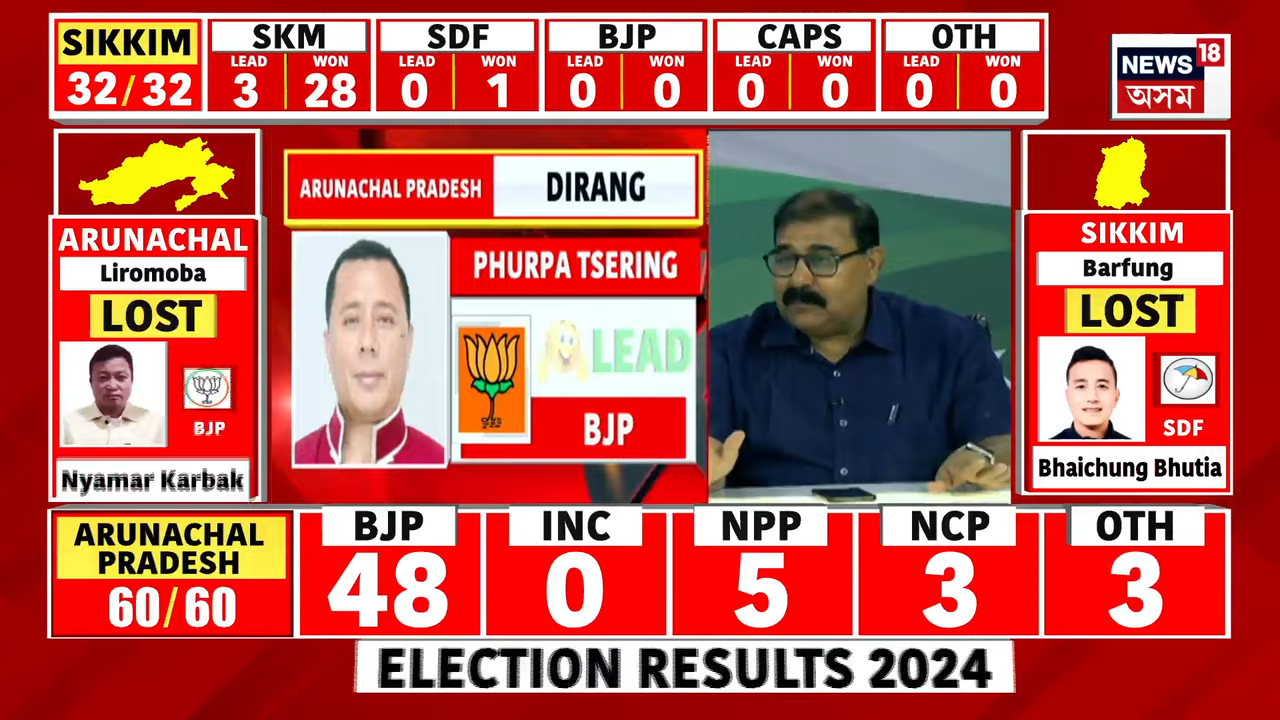 SIKKIM
32/32
SKM
LEAD WON
3 28
SDF
LEAD WON
0 1
BJP
LEAD WON
0 0
CAPS
LEAD WON
0 0
OTH
LEAD WON
0 0
NEWS 18
অসম
ARUNACHAL
Liromoba
LOST
BJP
Nyamar Karbak
ARUNACHAL PRADESH DIRANG
PHURPA TSERING
LEAD
BJP
SIKKIM
Barfung
LOST
SDF
Bhaichung Bhutia
ARUNACHAL
PRADESH
60/60
BJP
48
INC
0
NPP
5
NCP
3
OTH
3
ELECTION RESULTS 2024